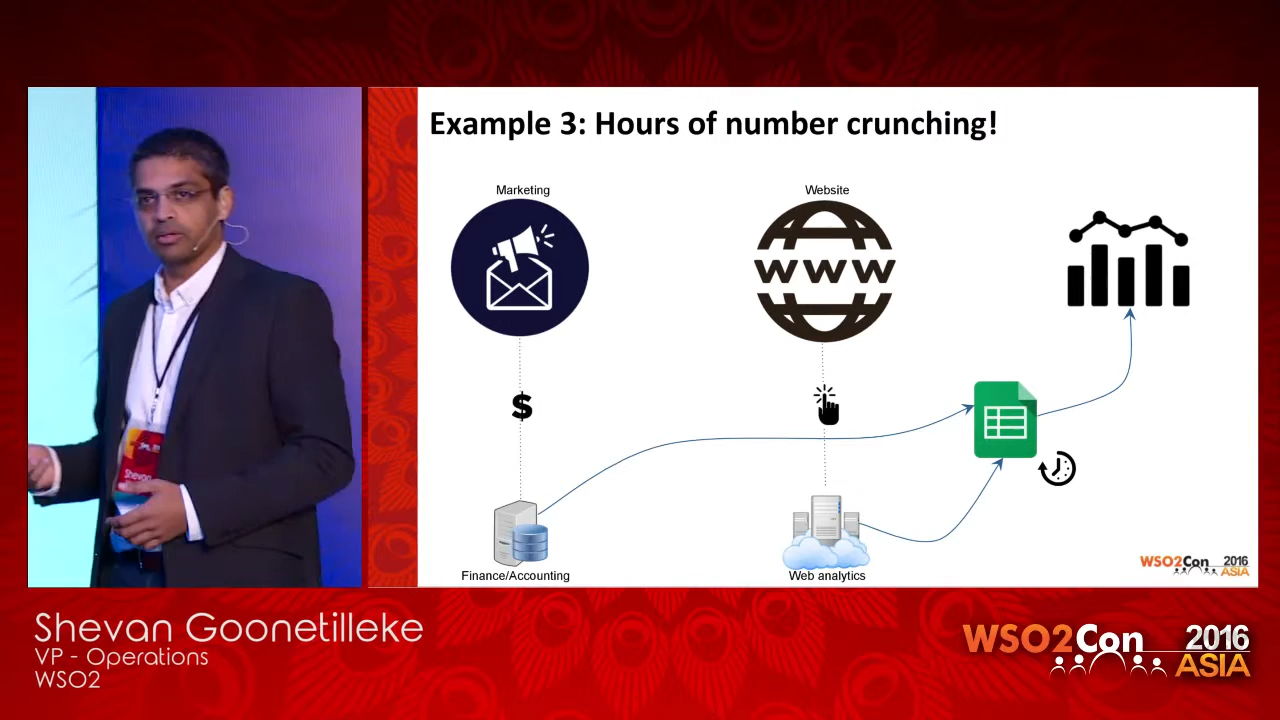 Example 3: Hours of number crunching!
Marketing
Website
WWW
$
Finance/Accounting
Web analytics
WSO2Con 2016
ASIA
Shevan
Shevan Goonetilleke
VP - Operations
WSO2
WSO2Con 2016
ASIA